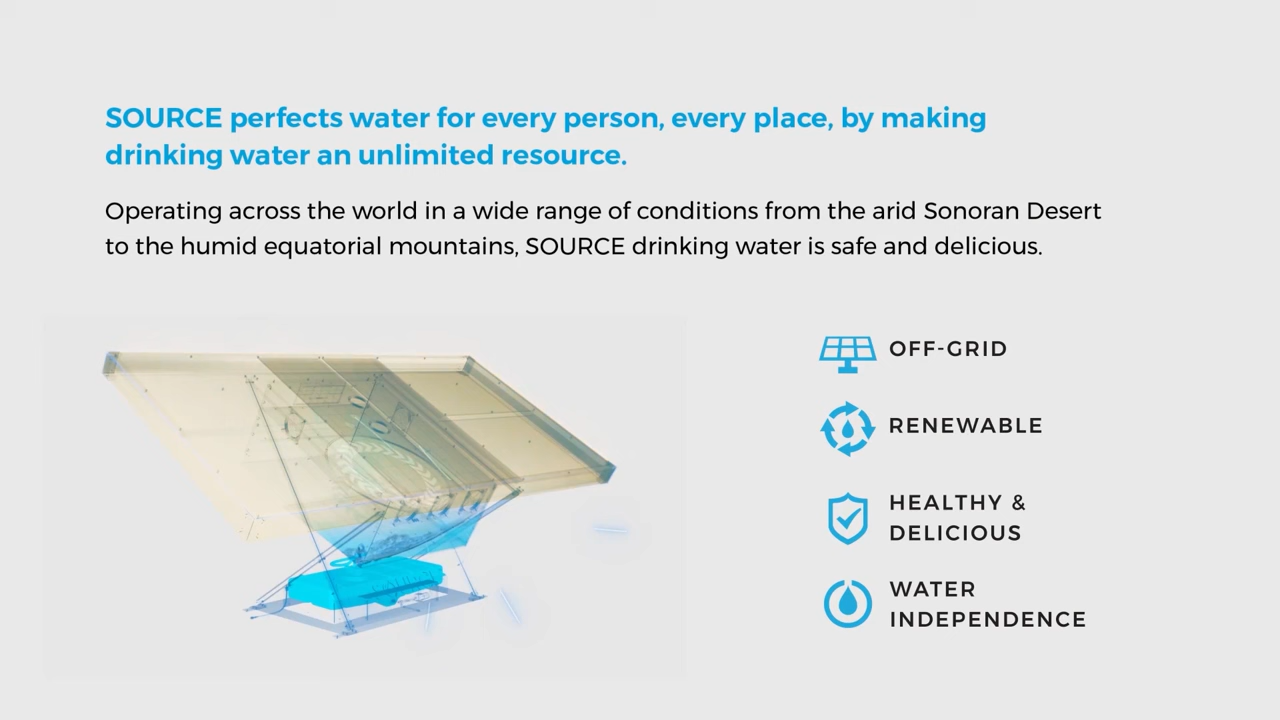 SOURCE perfects water for every person, every place, by making
drinking water an unlimited resource.
Operating across the world in a wide range of conditions from the arid Sonoran Desert
to the humid equatorial mountains, SOURCE drinking water is safe and delicious.
OFF-GRID
RENEWABLE
HEALTHY &
DELICIOUS
WATER
INDEPENDENCE